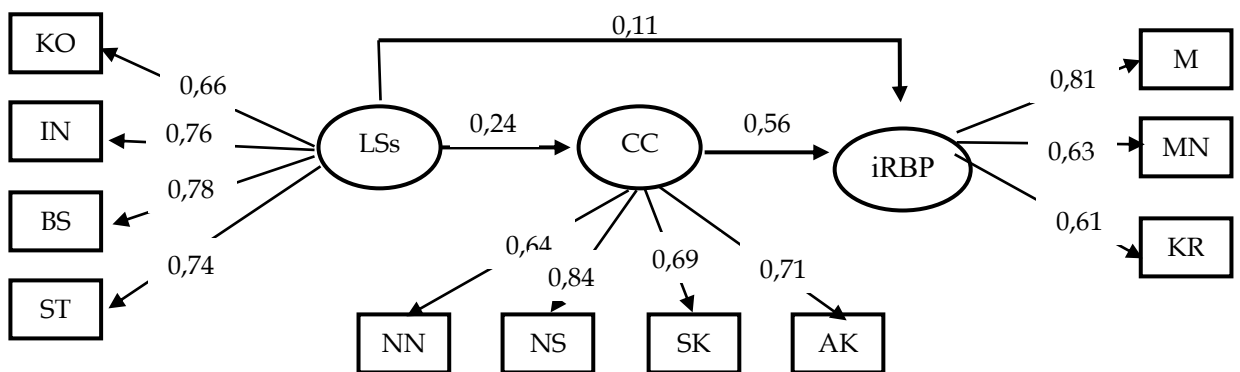 KO
0,66
IN
0,76
BS
0,78
ST
0,74
LSs
0,11
0,24
CC
0,56
iRBP
0,64
0,84
0,69
0,71
NN
NS
SK
AK
0,81
M
0,63
MN
0,61
KR